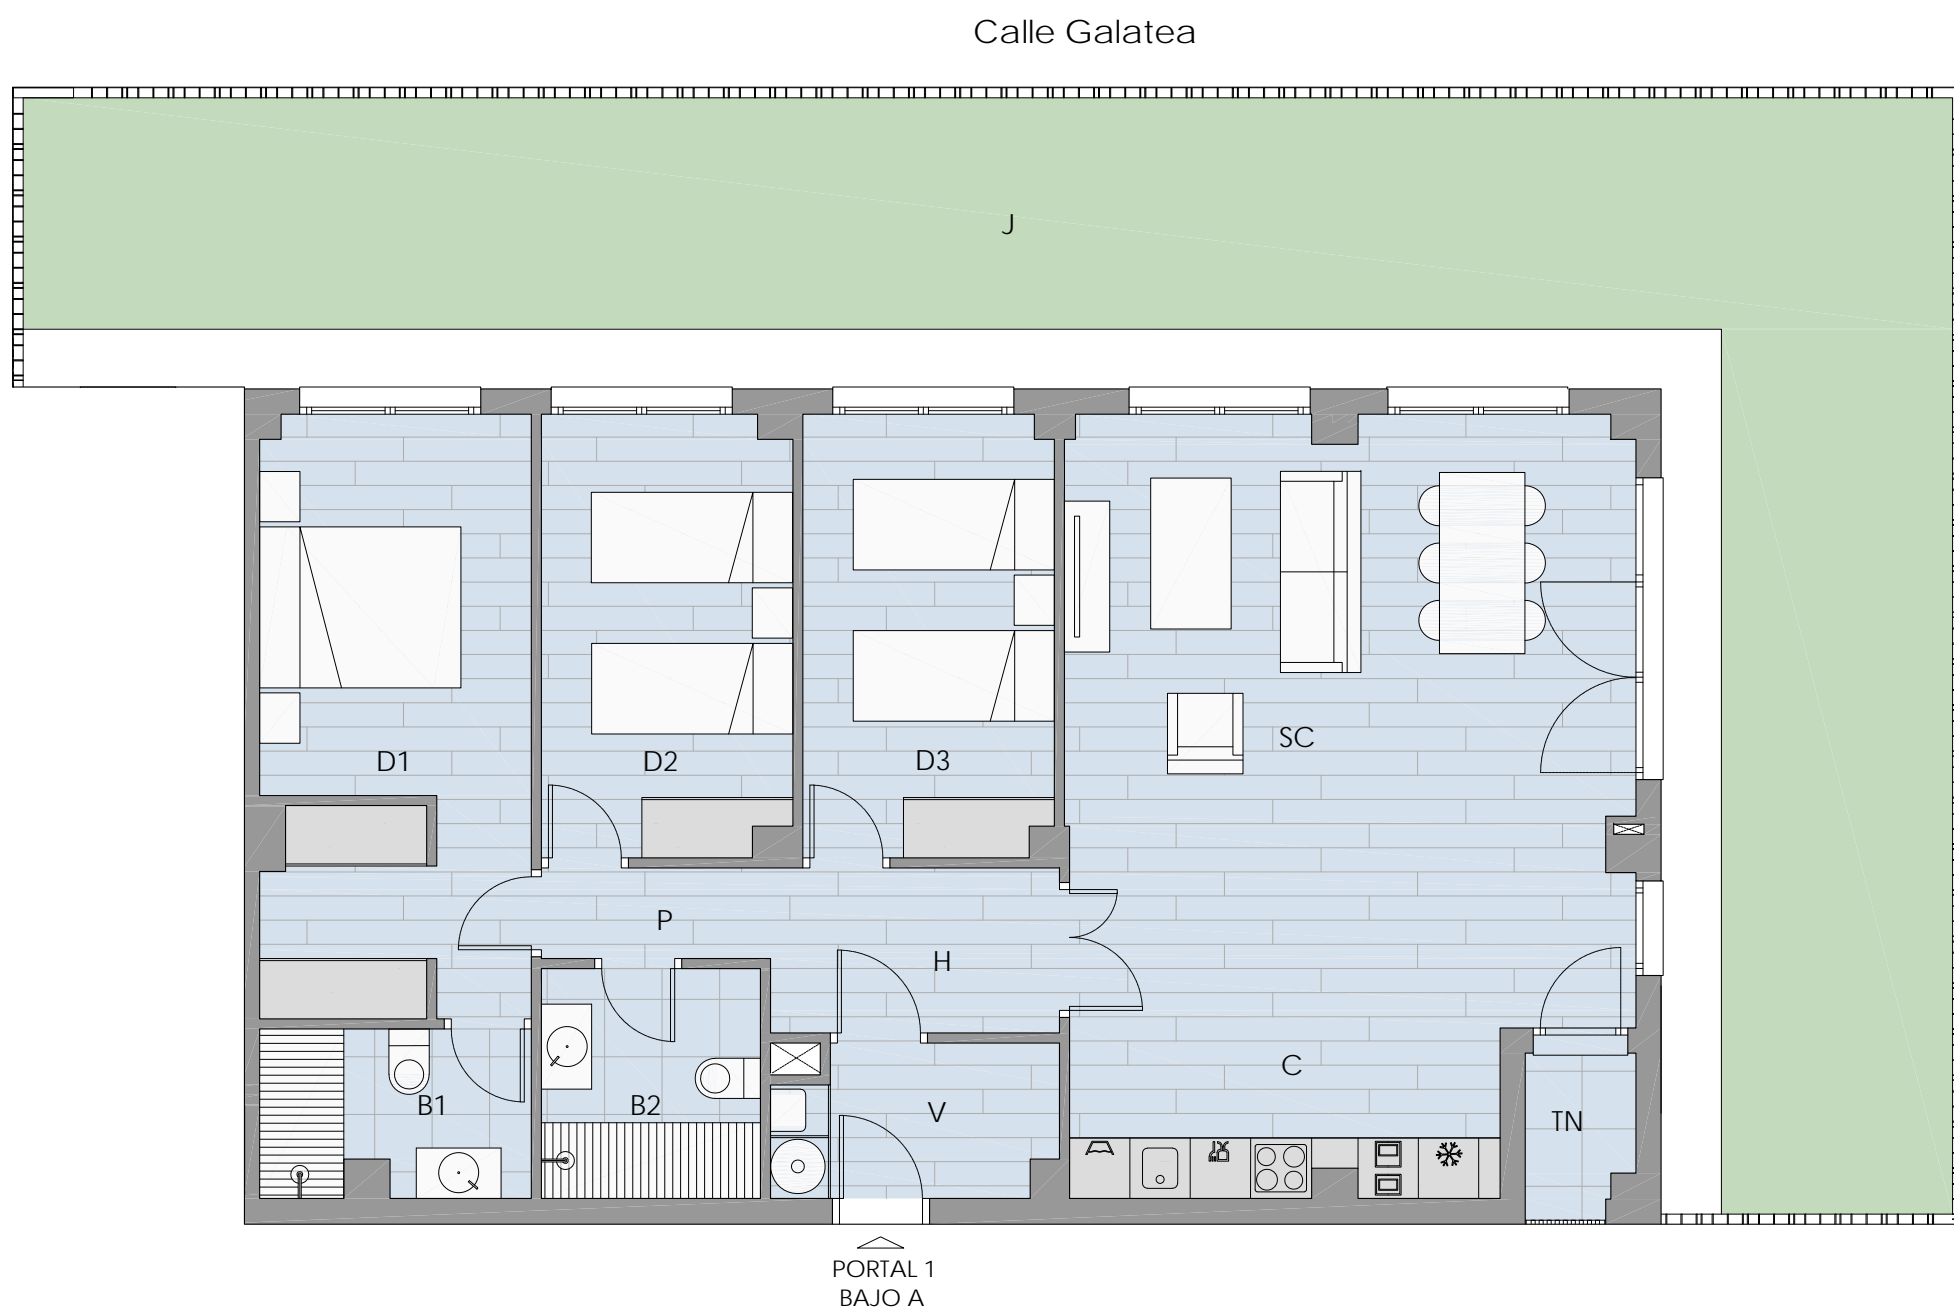 Calle Galatea
J
D1
D2
D3
SC
P
H
C
B1
B2
V
TN
PORTAL 1
BAJO A